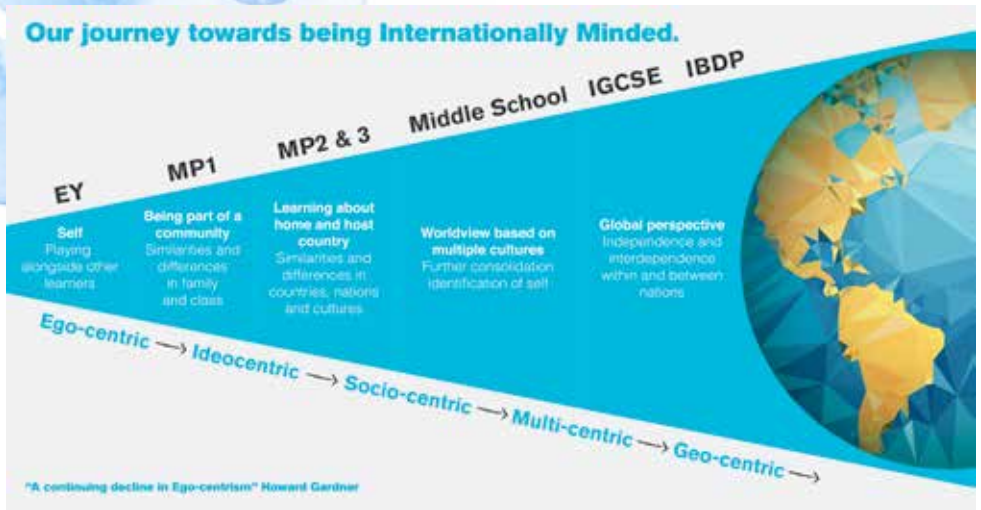 Our journey towards being Internationally Minded.
EY
MP1
MP2 & 3
Middle School
IGCSE
IBDP
Self
Playing
alongside other
learners
Being part of a
community
Similarities and
differences
in family
and class
Learning about
home and host
country
Similarities and
differences in
countries, nations
and cultures
Worldview based on
multiple cultures
Further consolidation
identification of self
Global perspective
Independence and
interdependence
within and between
nations
Ego-centric → Ideocentric → Socio-centric → Multi-centric → Geo-centric →
"A continuing decline in Ego-centrism" Howard Gardner